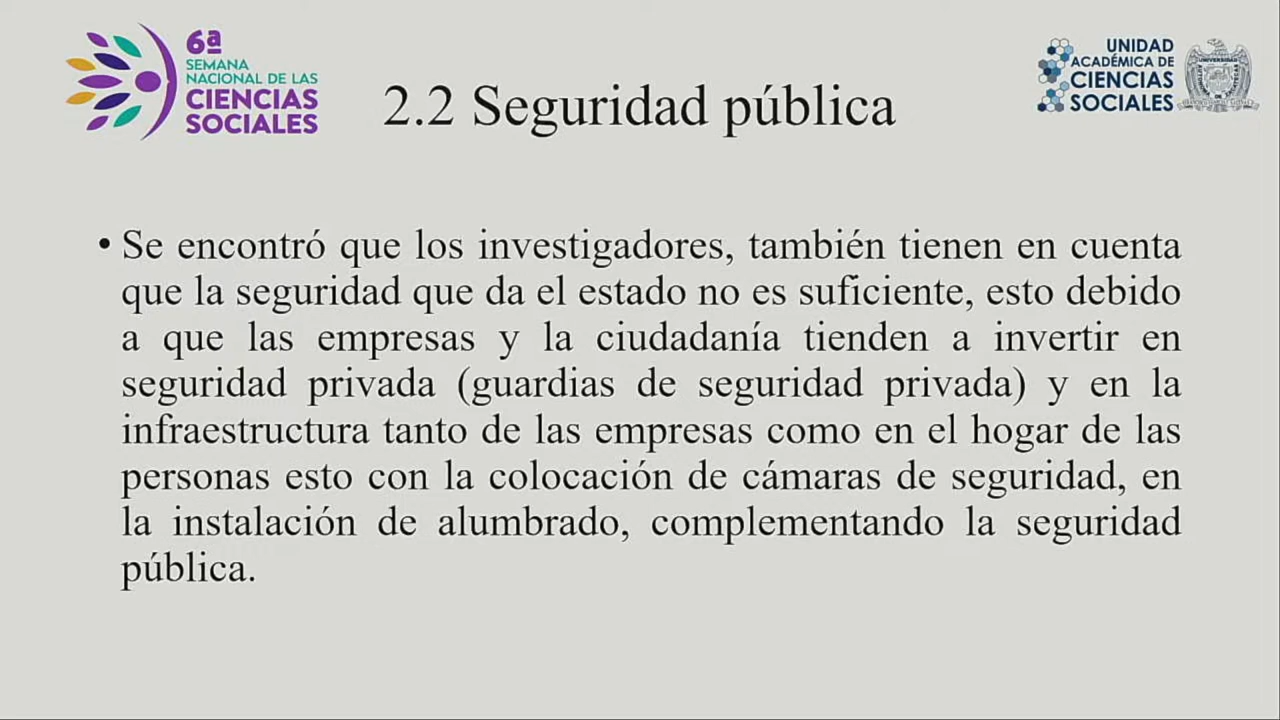 6ª
SEMANA
NACIONAL DE LAS
CIENCIAS
SOCIALES
2.2 Seguridad pública
UNIDAD
ACADÉMICA DE
CIENCIAS
SOCIALES
• Se encontró que los investigadores, también tienen en cuenta
que la seguridad que da el estado no es suficiente, esto debido
a que las empresas y la ciudadanía tienden a invertir en
seguridad privada (guardias de seguridad privada) y en la
infraestructura tanto de las empresas como en el hogar de las
personas esto con la colocación de cámaras de seguridad, en
la instalación de alumbrado, complementando la seguridad
pública.